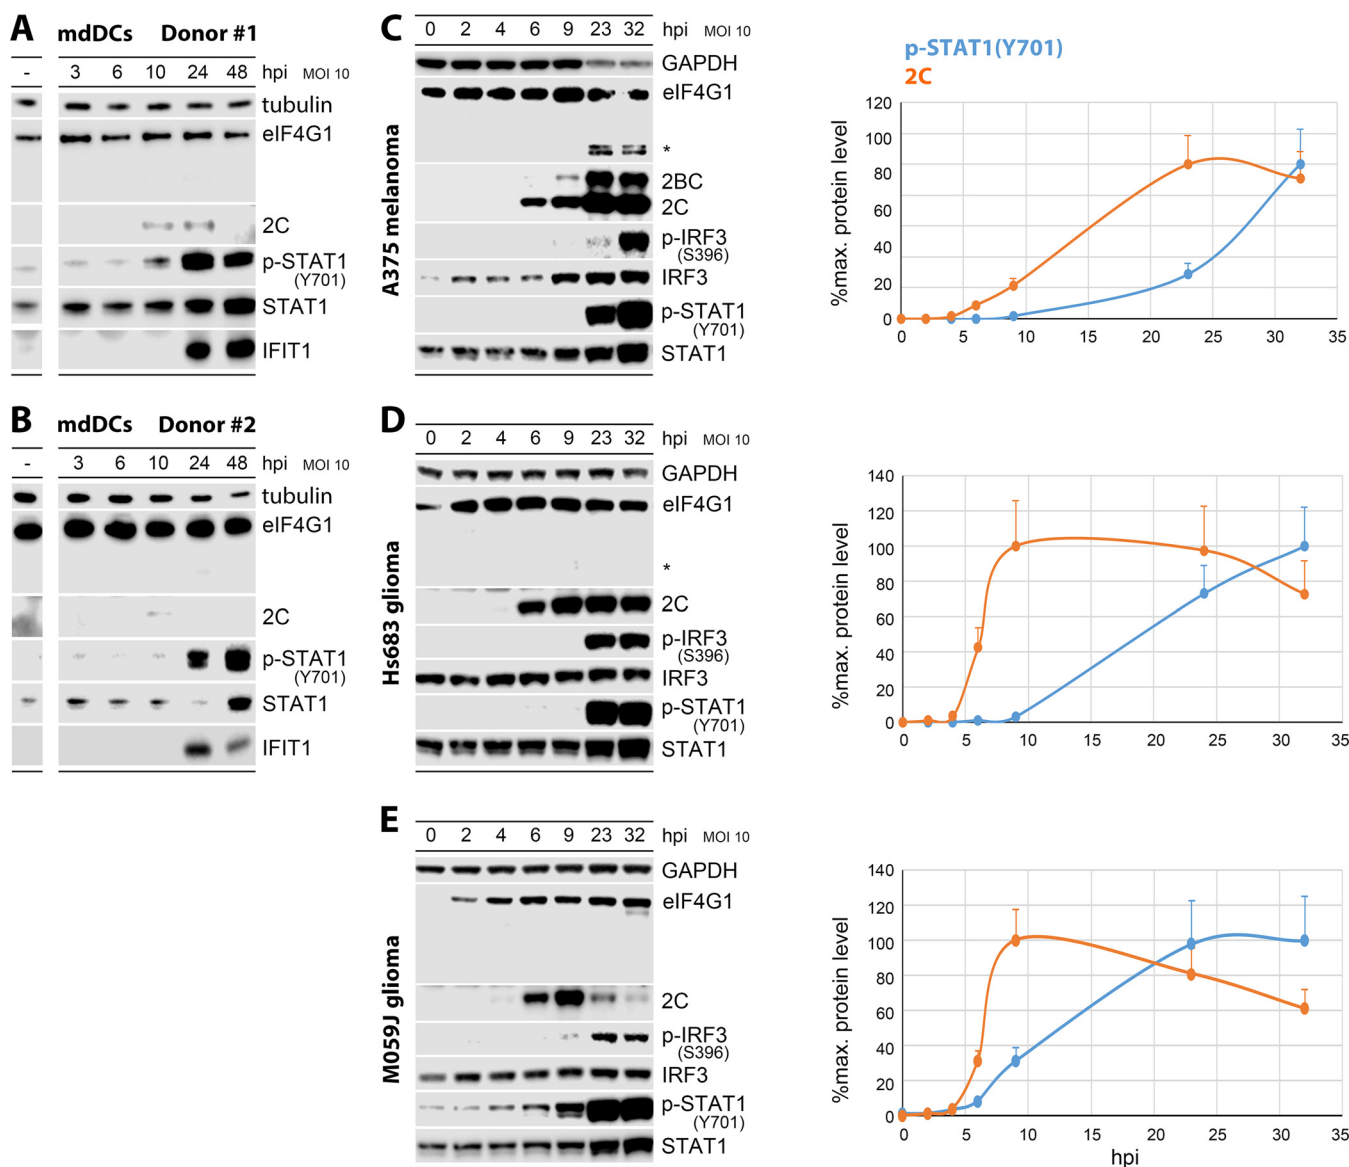 A mdDCs Donor #1
- 3 6 10 24 48 hpi MOI 10
tubulin
eIF4G1
2C
p-STAT1
(Y701)
STAT1
IFIT1
B mdDCs Donor #2
- 3 6 10 24 48 hpi MOI 10
tubulin
eIF4G1
2C
p-STAT1
(Y701)
STAT1
IFIT1
C
0 2 4 6 9 23 32 hpi MOI 10
A375 melanoma
GAPDH
eIF4G1
*
2BC
2C
p-IRF3
(S396)
IRF3
p-STAT1
(Y701)
STAT1
p-STAT1(Y701)
2C
%max. protein level
120
100
80
60
40
20
0
0 5 10 15 20 25 30 35
D
0 2 4 6 9 23 32 hpi MOI 10
Hs683 glioma
GAPDH
eIF4G1
*
2C
p-IRF3
(S396)
IRF3
p-STAT1
(Y701)
STAT1
%max. protein level
140
120
100
80
60
40
20
0
0 5 10 15 20 25 30 35
E
0 2 4 6 9 23 32 hpi MOI 10
M059J glioma
GAPDH
eIF4G1
2C
p-IRF3
(S396)
IRF3
p-STAT1
(Y701)
STAT1
%max. protein level
140
120
100
80
60
40
20
0
0 5 10 15 20 25 30 35
hpi